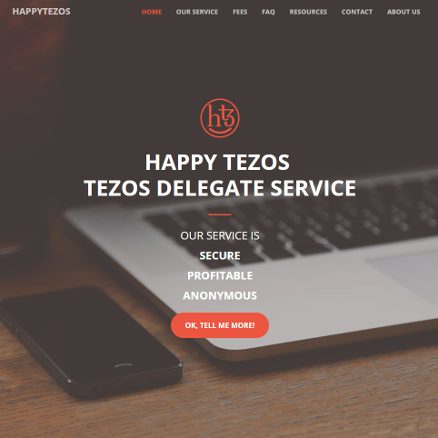 HAPPYTEZOS
HOME OUR SERVICE FEES FAQ RESOURCES CONTACT ABOUT US
htz
HAPPY TEZOS
TEZOS DELEGATE SERVICE
OUR SERVICE IS
SECURE
PROFITABLE
ANONYMOUS
OK, TELL ME MORE!